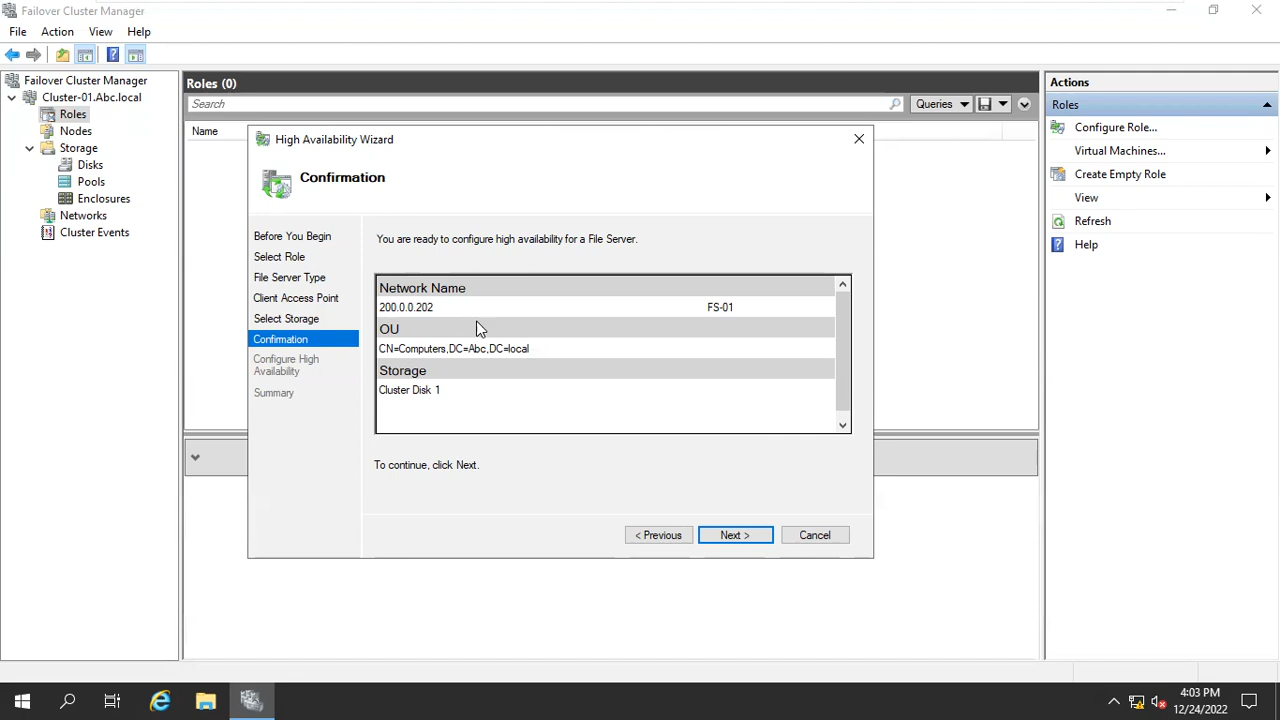 Failover Cluster Manager
File Action View Help
Failover Cluster Manager
Cluster-01.Abc.local
Roles
Nodes
Storage
Disks
Pools
Enclosures
Networks
Cluster Events
Roles (0)
Search
Queries
Name
High Availability Wizard
Confirmation
Before You Begin
Select Role
File Server Type
Client Access Point
Select Storage
Confirmation
Configure High
Availability
Summary
You are ready to configure high availability for a File Server.
Network Name
200.0.0.202 FS-01
OU
CN=Computers,DC=Abc,DC=local
Storage
Cluster Disk 1
To continue, click Next.
< Previous Next > Cancel
Actions
Roles
Configure Role...
Virtual Machines...
Create Empty Role
View
Refresh
Help
4:03 PM
12/24/2022